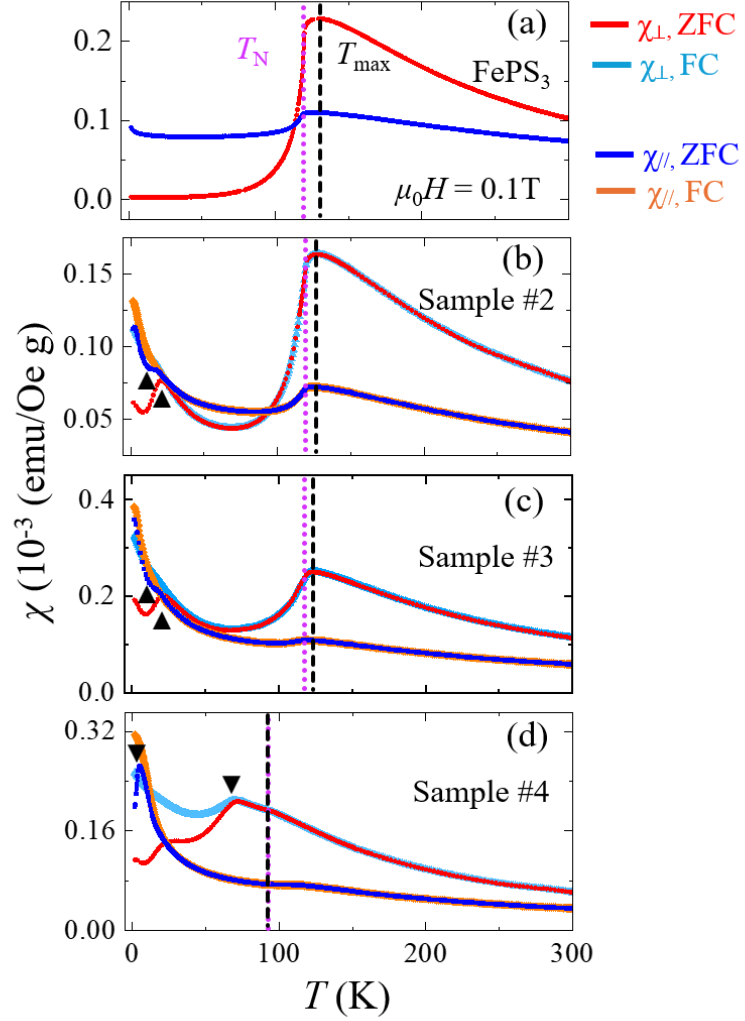 (a)
T_N
T_max
FePS₃
μ₀H = 0.1T
0.2
0.1
0.0
χ⊥, ZFC
χ⊥, FC
χ//, ZFC
χ//, FC
(b)
Sample #2
0.15
0.10
0.05
(c)
Sample #3
0.4
0.2
0.0
(d)
Sample #4
0.32
0.16
0.00
0 100 200 300
χ (10⁻³ (emu/Oe g)
T (K)